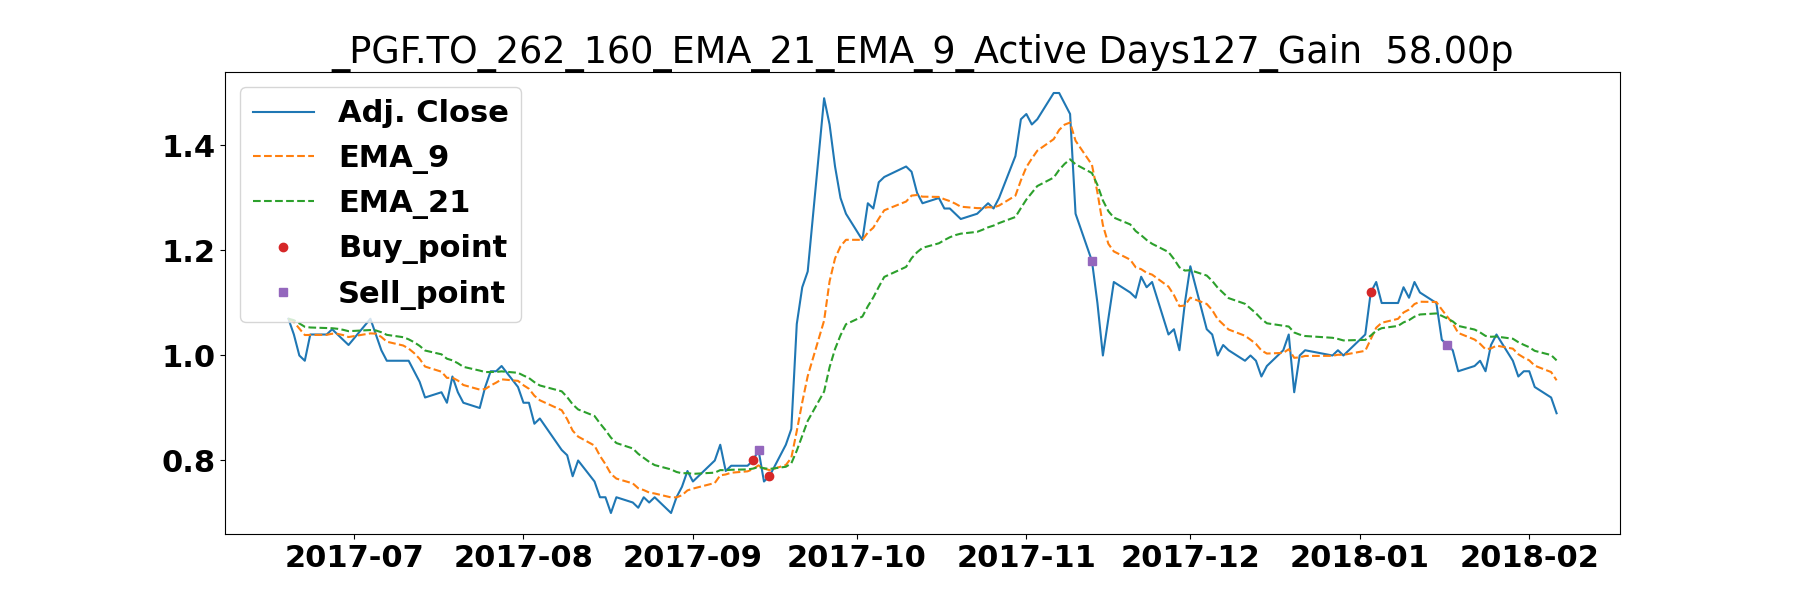 _PGF.TO_262_160_EMA_21_EMA_9_Active Days127_Gain  58.00p
Adj. Close
EMA_9
EMA_21
Buy_point
Sell_point
1.4
1.2
1.0
0.8
2017-07 2017-08 2017-09 2017-10 2017-11 2017-12 2018-01 2018-02